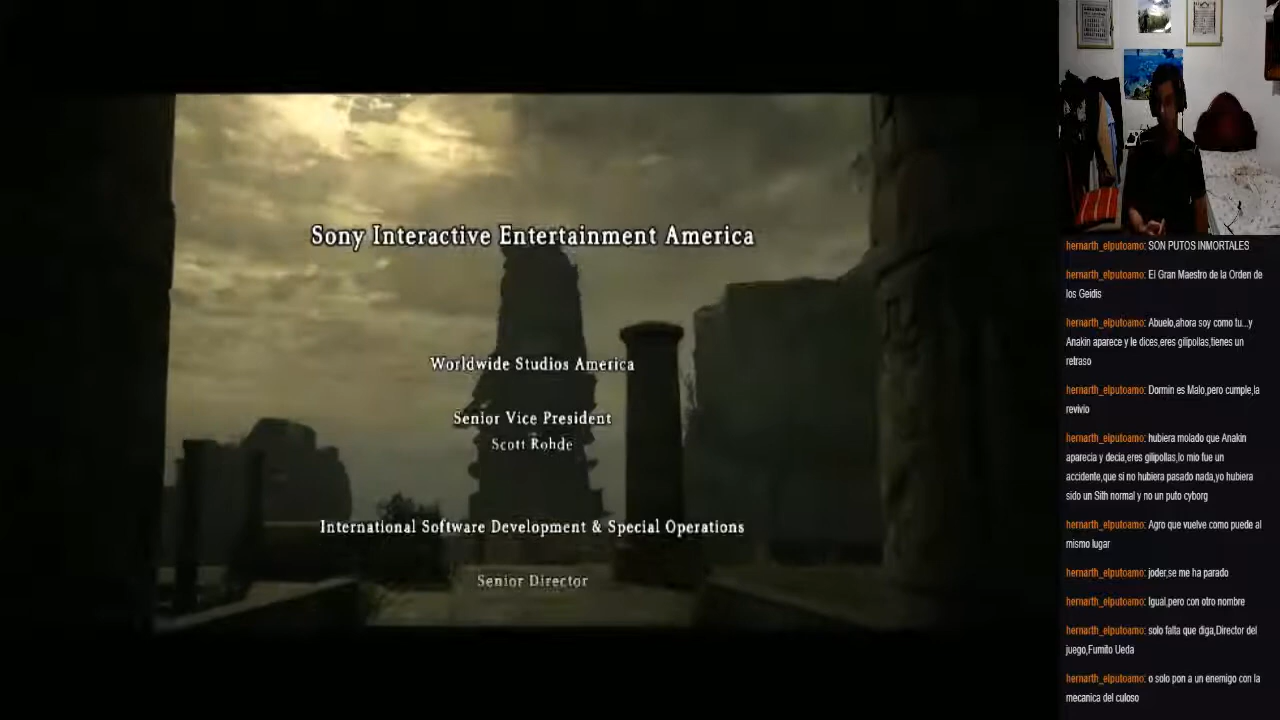 Sony Interactive Entertainment America
Worldwide Studios America
Senior Vice President
Scott Rohde
International Software Development & Special Operations
Senior Director
hernarth_elputoamo: SON PUTOS INMORTALES
hernarth_elputoamo: El Gran Maestro de la Orden de
los Geidis
hernarth_elputoamo: Abuelo,ahora soy como tu...y
Anakin aparece y le dices,eres gilipollas,tienes un
retraso
hernarth_elputoamo: Dormin es Malo,pero cumple,la
revivio
hernarth_elputoamo: hubiera molado que Anakin
aparecia y decia,eres gilipollas,lo mio fue un
accidente,que si no hubiera pasado nada,yo hubiera
sido un Sith normal y no un puto cyborg
hernarth_elputoamo: Agro que vuelve como puede al
mismo lugar
hernarth_elputoamo: joder,se me ha parado
hernarth_elputoamo: Igual,pero con otro nombre
hernarth_elputoamo: solo falta que diga,Director del
juego,Fumito Ueda
hernarth_elputoamo: o solo pon a un enemigo con la
mecanica del culoso